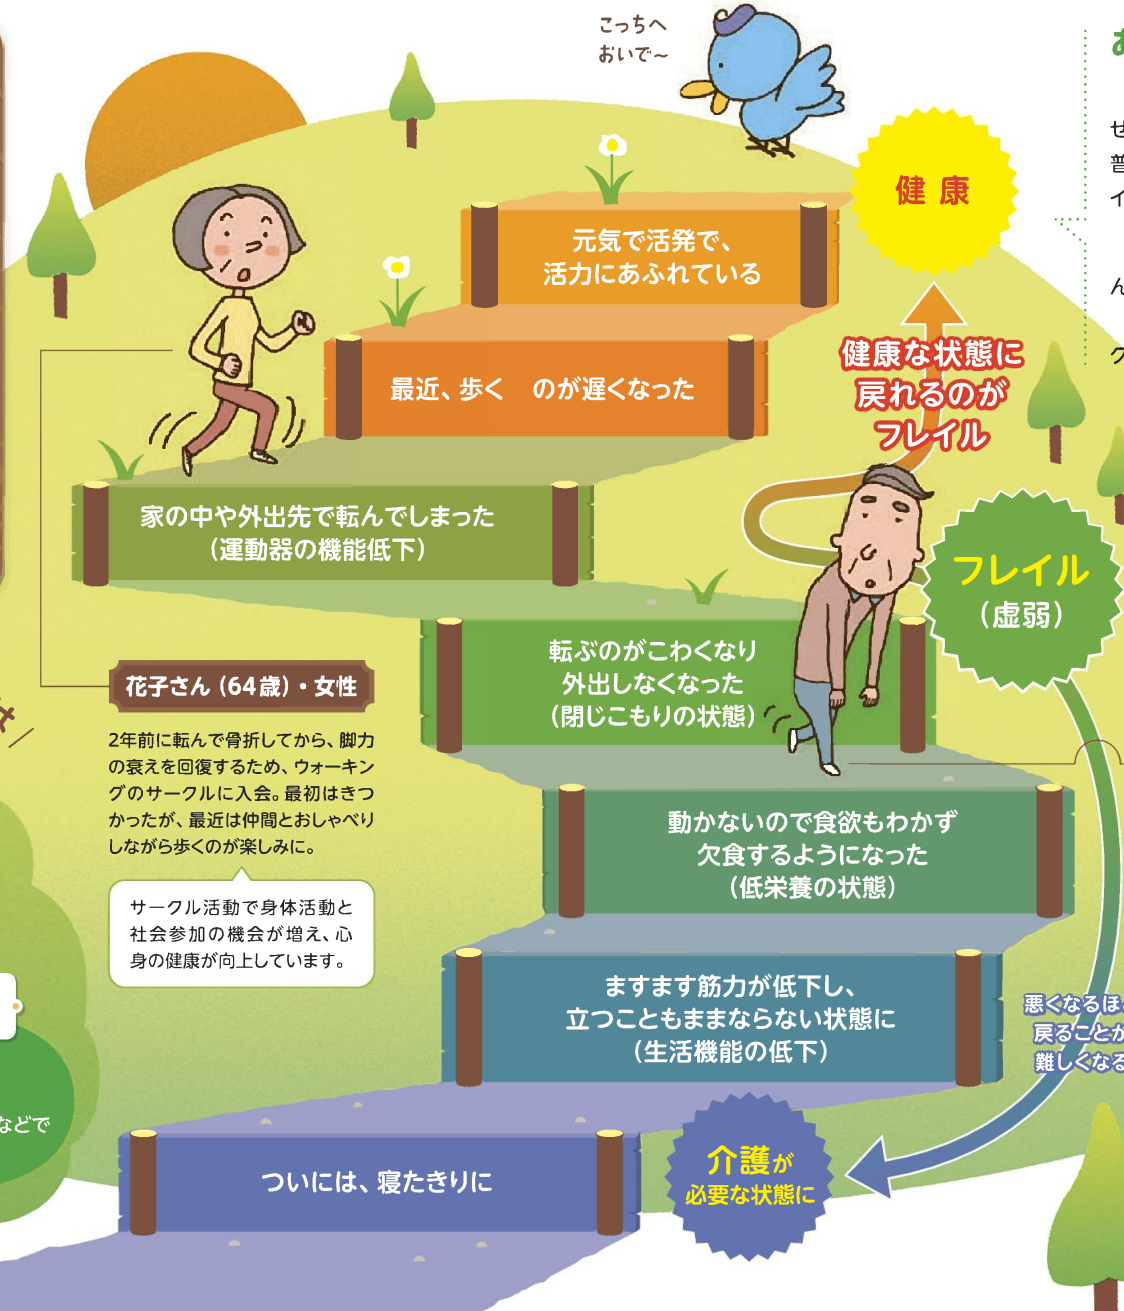 こっちへ
おいで～
健康
元気で活発で、
活力にあふれている
最近、歩く　のが遅くなった
健康な状態に
戻れるのが
フレイル
家の中や外出先で転んでしまった
（運動器の機能低下）
フレイル
（虚弱）
転ぶのがこわくなり
外出しなくなった
（閉じこもりの状態）
花子さん（64歳）・女性
2年前に転んで骨折してから、脚力
の衰えを回復するため、ウォーキン
グのサークルに入会。最初はきつ
かったが、最近は仲間とおしゃべり
しながら歩くのが楽しみに。
サークル活動で身体活動と
社会参加の機会が増え、心
身の健康が向上しています。
動かないので食欲もわかず
欠食するようになった
（低栄養の状態）
ますます筋力が低下し、
立つこともままならない状態に
（生活機能の低下）
悪くなるほ
戻ることが
難しくなる
ついには、寝たきりに
介護が
必要な状態に
などで
は
せ
普
イ
ん
ク